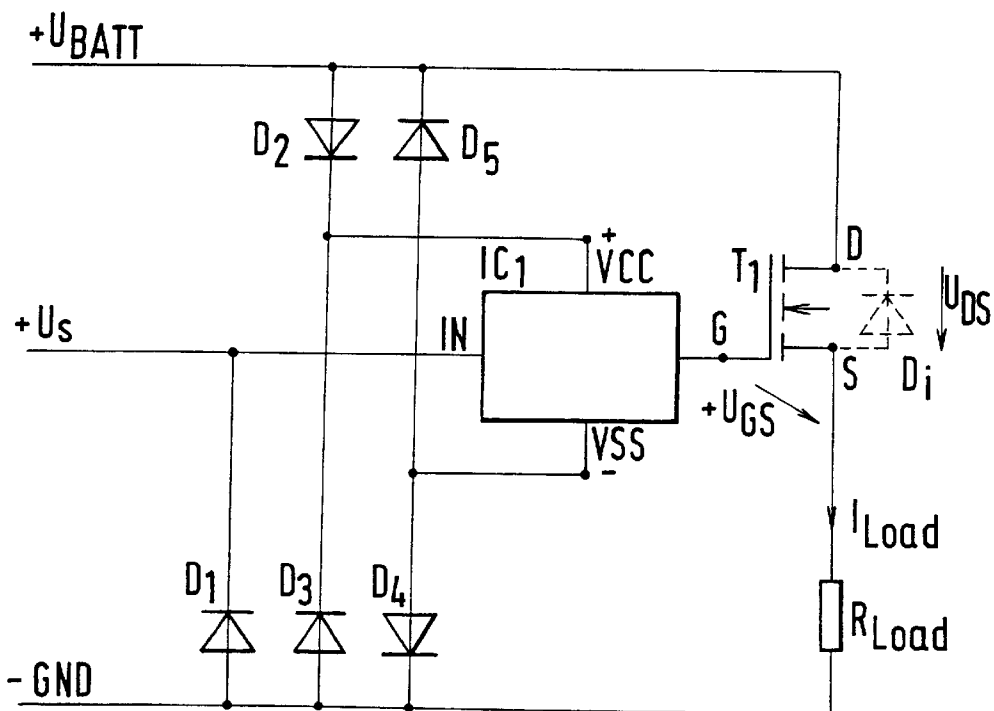 +UBATT
D2
D5
+
IC1
VCC
T1
D
UDS
+Us
IN
G
S
Di
+UGS
VSS
-
ILoad
D1
D3
D4
RLoad
- GND